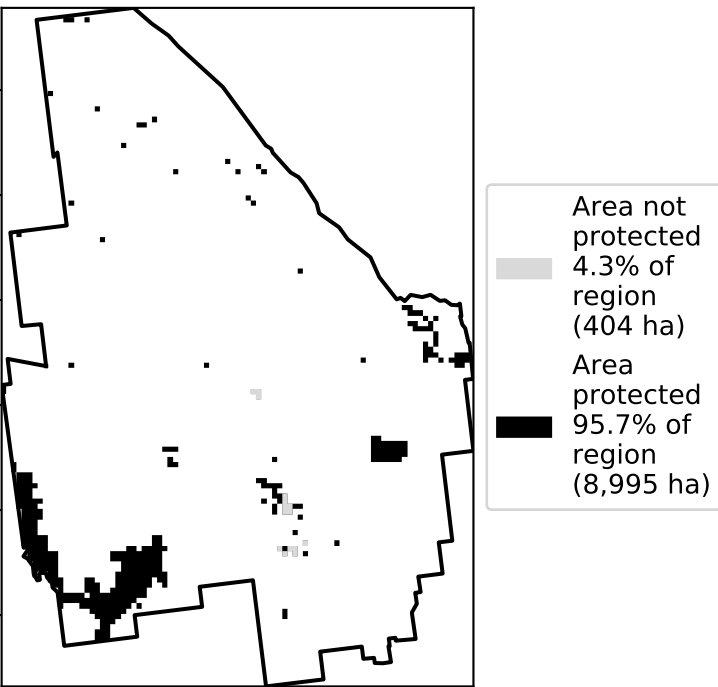 Area not
protected
4.3% of
region
(404 ha)
Area
protected
95.7% of
region
(8,995 ha)